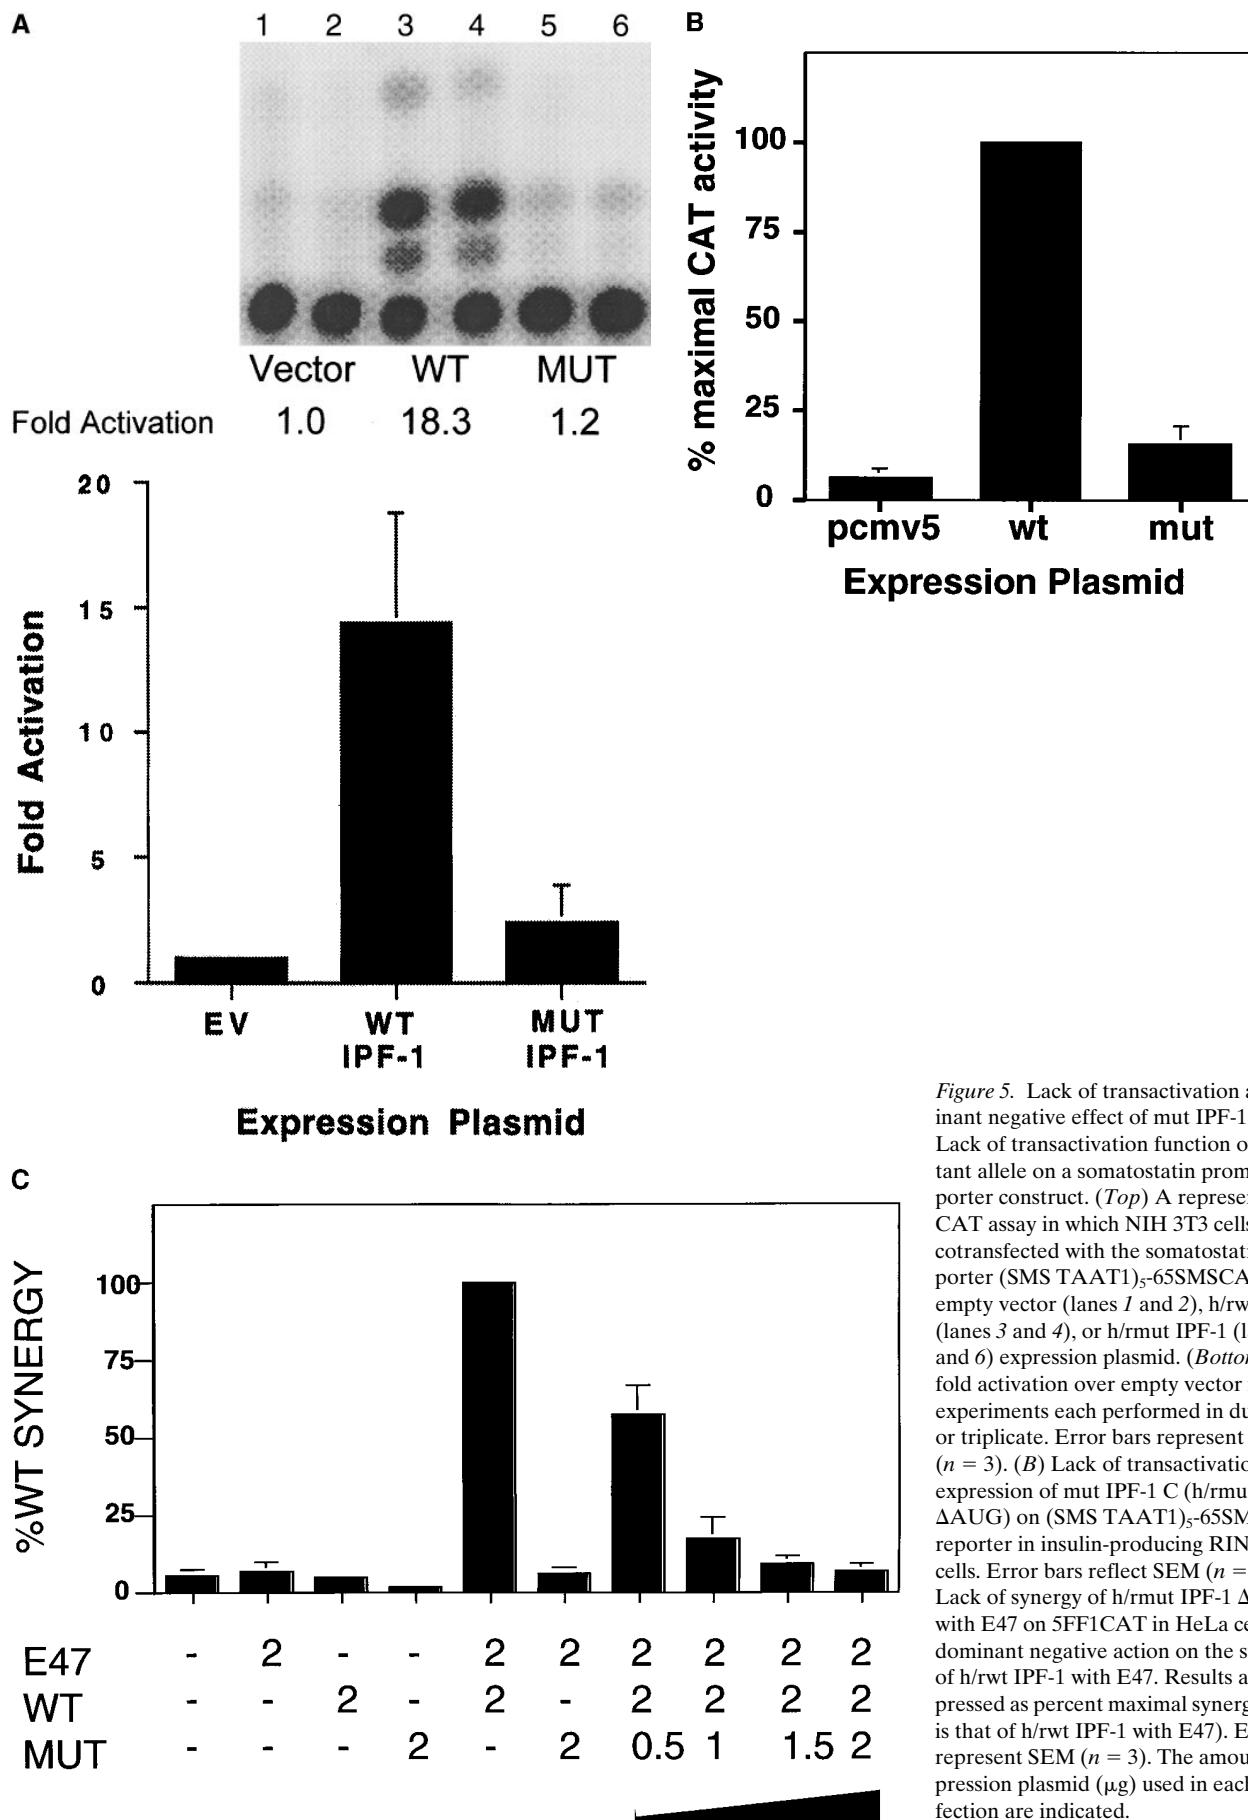 A
1 2 3 4 5 6
Vector WT MUT
Fold Activation 1.0 18.3 1.2
20
15
10
5
0
Fold Activation
EV WT MUT
IPF-1 IPF-1
Expression Plasmid
B
% maximal CAT activity
100
75
50
25
0
pcmv5 wt mut
Expression Plasmid
C
%WT SYNERGY
100
75
50
25
0
E47 - 2 - - 2 2 2 2 2 2
WT - - 2 - 2 - 2 2 2 2
MUT - - - 2 - 2 0.5 1 1.5 2
Figure 5. Lack of transactivation a
inant negative effect of mut IPF-1
Lack of transactivation function o
tant allele on a somatostatin prom
porter construct. (Top) A represe
CAT assay in which NIH 3T3 cells
cotransfected with the somatostati
porter (SMS TAAT1)₅-65SMSCA
empty vector (lanes 1 and 2), h/rw
(lanes 3 and 4), or h/rmut IPF-1 (l
and 6) expression plasmid. (Botto
fold activation over empty vector
experiments each performed in du
or triplicate. Error bars represent
(n = 3). (B) Lack of transactivatio
expression of mut IPF-1 C (h/rmu
ΔAUG) on (SMS TAAT1)₅-65SM
reporter in insulin-producing RIN
cells. Error bars reflect SEM (n =
Lack of synergy of h/rmut IPF-1 Δ
with E47 on 5FF1CAT in HeLa ce
dominant negative action on the s
of h/rwt IPF-1 with E47. Results a
pressed as percent maximal synerg
is that of h/rwt IPF-1 with E47). E
represent SEM (n = 3). The amou
pression plasmid (μg) used in each
fection are indicated.